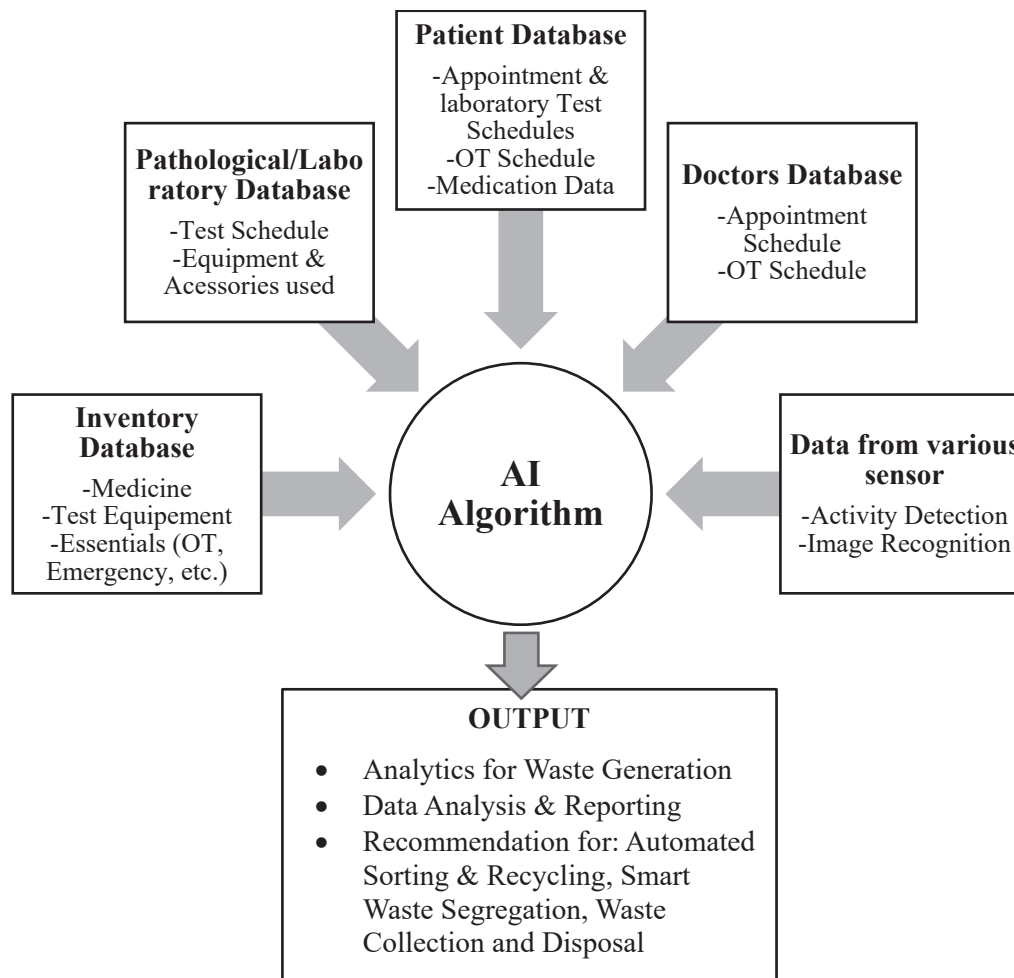 Patient Database
-Appointment &
laboratory Test
Schedules
-OT Schedule
-Medication Data
Pathological/Labo
ratory Database
-Test Schedule
-Equipment &
Acessories used
Doctors Database
-Appointment
Schedule
-OT Schedule
Inventory
Database
-Medicine
-Test Equipement
-Essentials (OT,
Emergency, etc.)
AI
Algorithm
Data from various
sensor
-Activity Detection
-Image Recognition
OUTPUT
• Analytics for Waste Generation
• Data Analysis & Reporting
• Recommendation for: Automated
Sorting & Recycling, Smart
Waste Segregation, Waste
Collection and Disposal